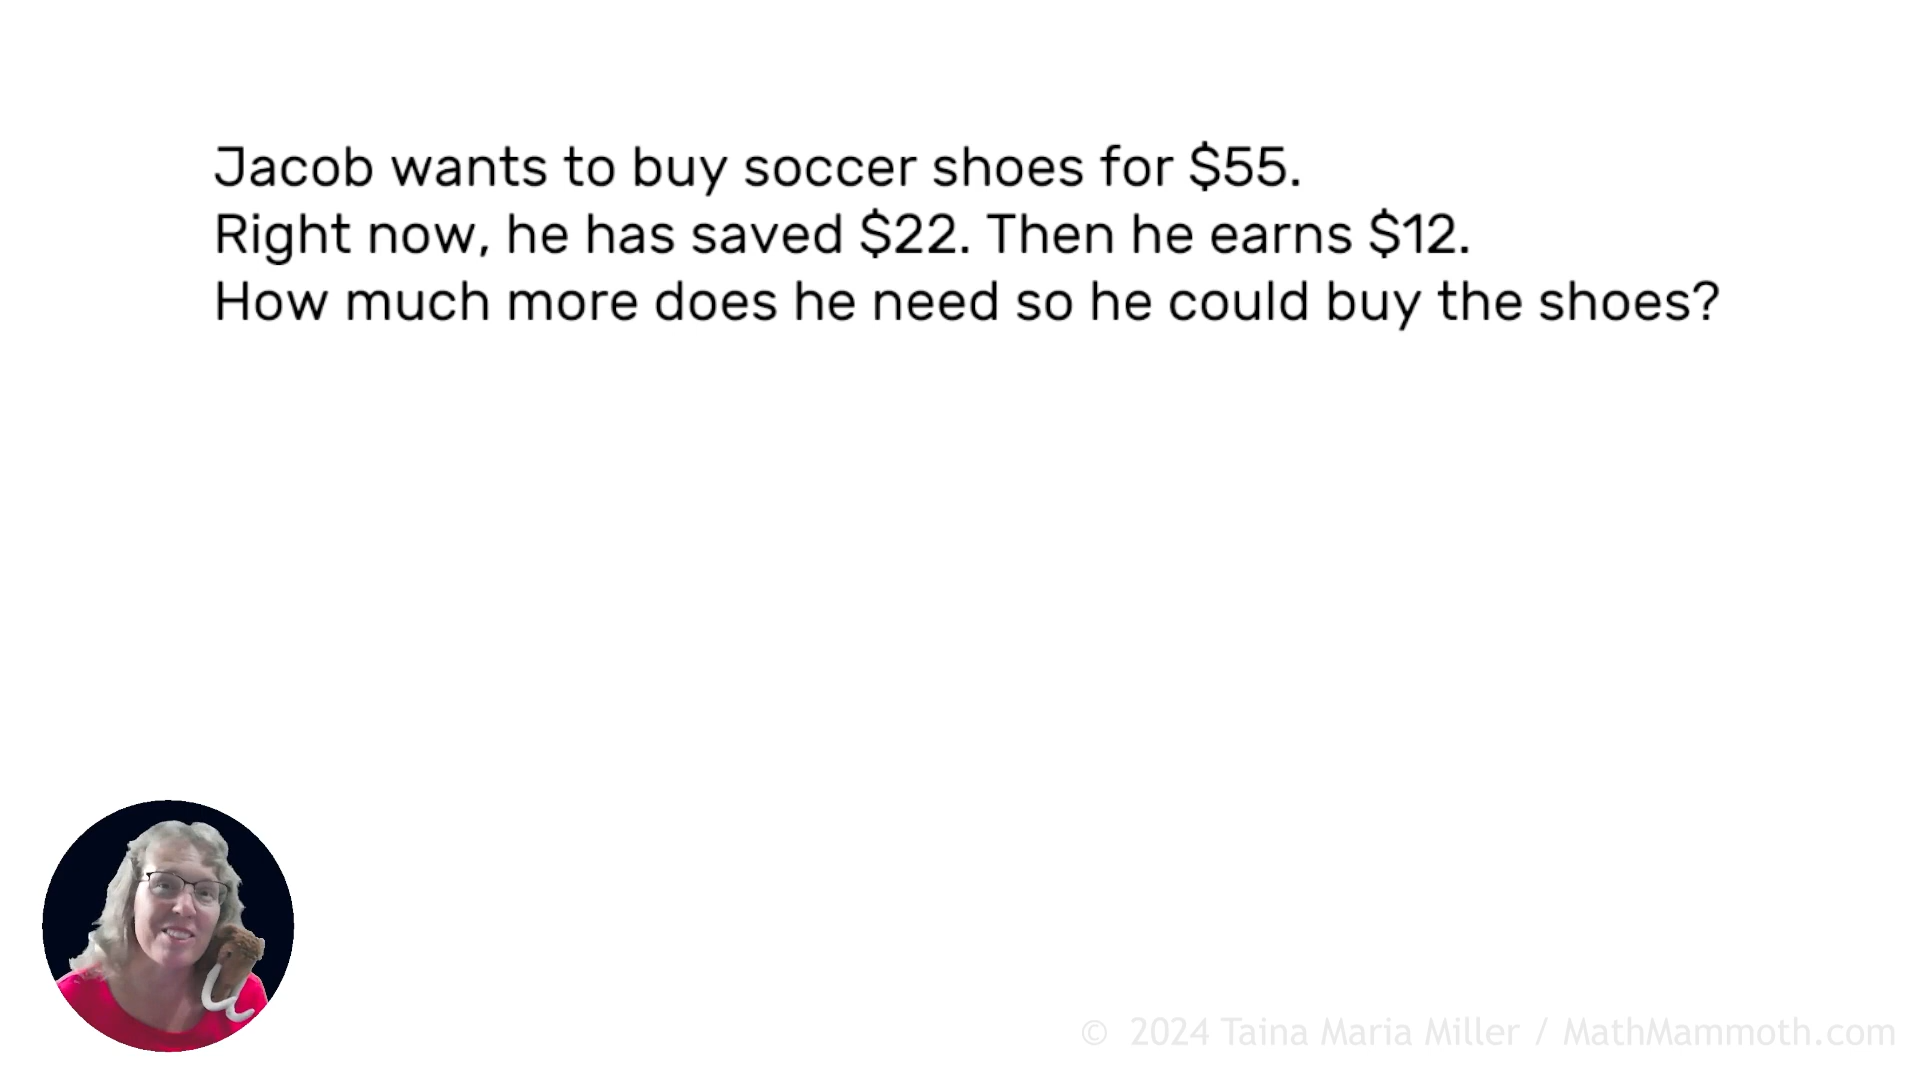 Jacob wants to buy soccer shoes for $55.
Right now, he has saved $22. Then he earns $12.
How much more does he need so he could buy the shoes?
© 2024 Taina Maria Miller / MathMammoth.com